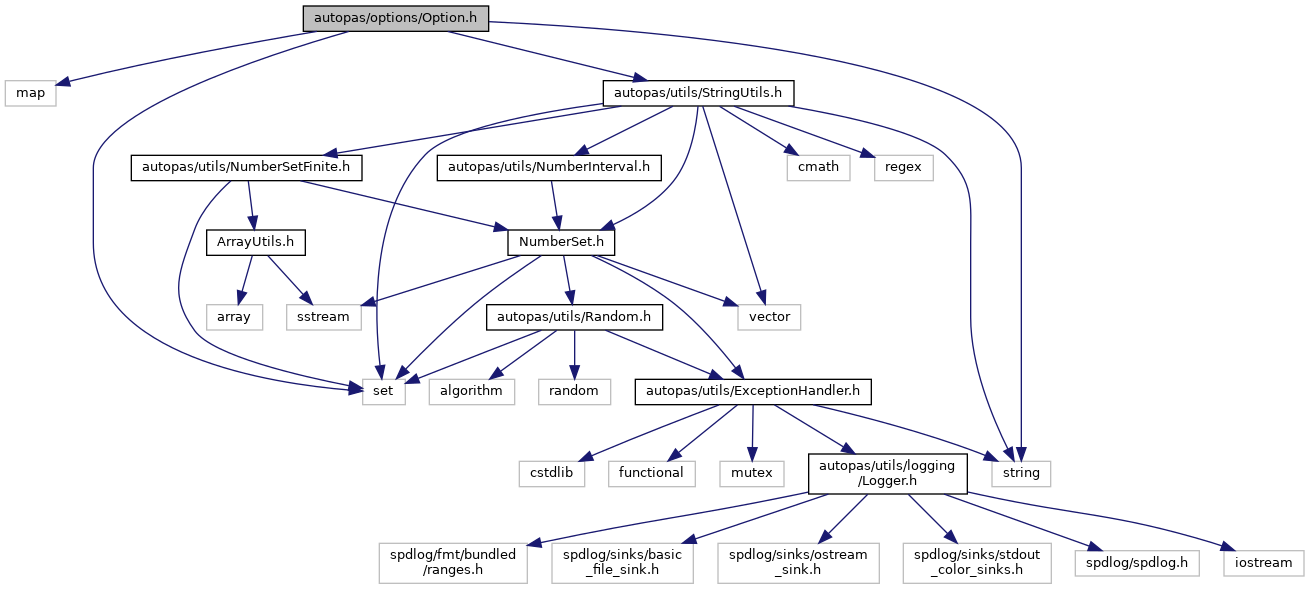 autopas/options/Option.h
map
autopas/utils/StringUtils.h
autopas/utils/NumberSetFinite.h
autopas/utils/NumberInterval.h
cmath
regex
ArrayUtils.h
NumberSet.h
array
sstream
autopas/utils/Random.h
vector
set
algorithm
random
autopas/utils/ExceptionHandler.h
cstdlib
functional
mutex
autopas/utils/logging
/Logger.h
string
spdlog/fmt/bundled
/ranges.h
spdlog/sinks/basic
_file_sink.h
spdlog/sinks/ostream
_sink.h
spdlog/sinks/stdout
_color_sinks.h
spdlog/spdlog.h
iostream